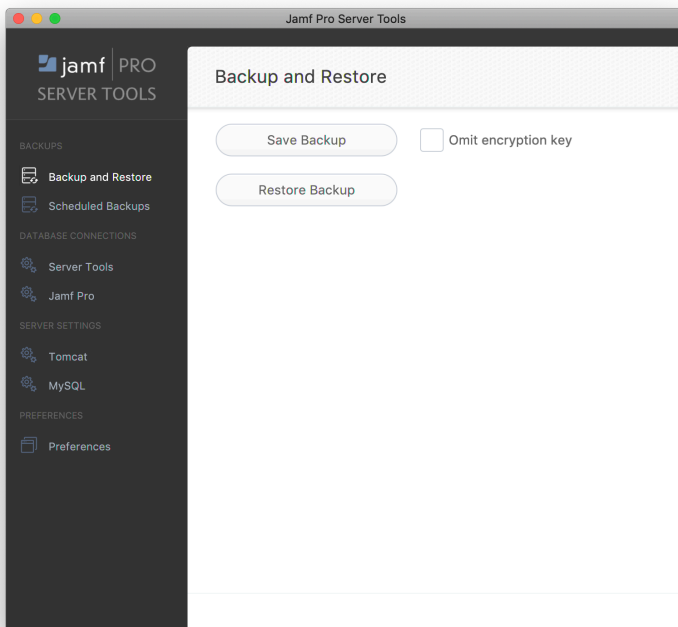 Jamf Pro Server Tools
jamf PRO
SERVER TOOLS
BACKUPS
Backup and Restore
Scheduled Backups
DATABASE CONNECTIONS
Server Tools
Jamf Pro
SERVER SETTINGS
Tomcat
MySQL
PREFERENCES
Preferences
Backup and Restore
Save Backup
Omit encryption key
Restore Backup